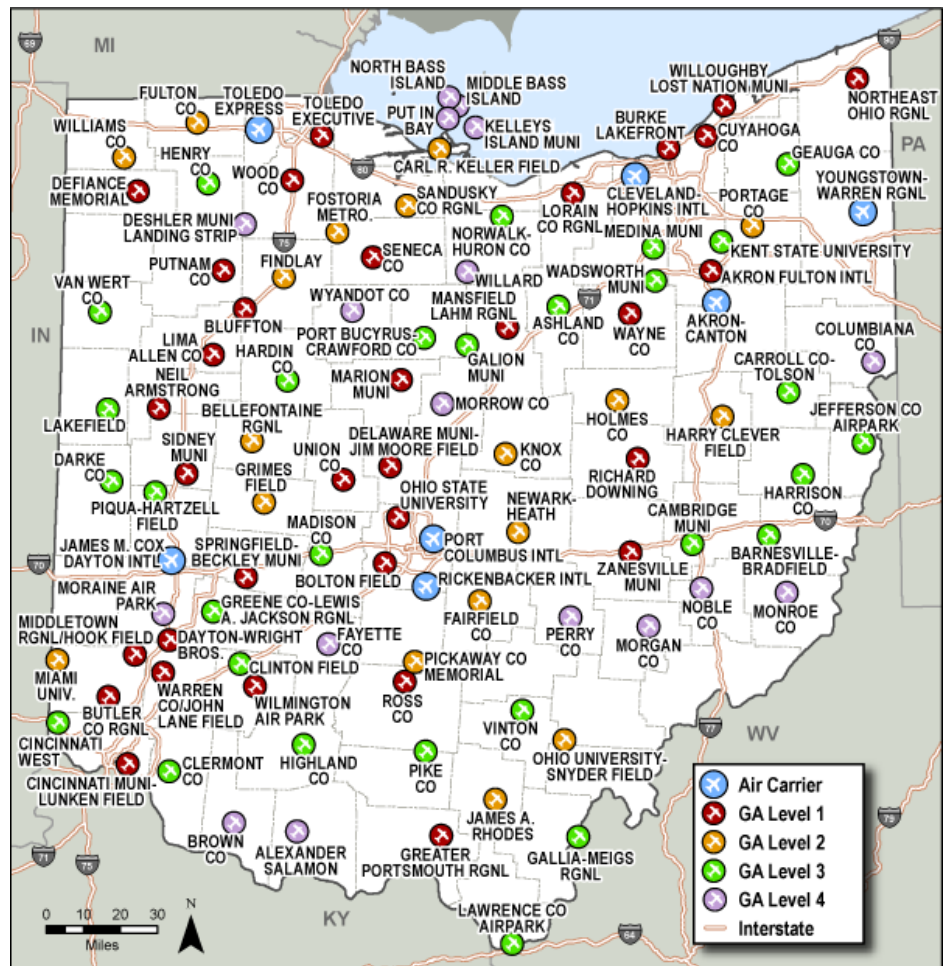 MI
69
90
NORTH BASS
ISLAND
MIDDLE BASS
ISLAND
WILLOUGHBY
LOST NATION MUNI
FULTON
CO
TOLEDO
EXPRESS
TOLEDO
EXECUTIVE
PUT IN
BAY
KELLEYS
ISLAND MUNI
BURKE
LAKEFRONT
CUYAHOGA
CO
NORTHEAST
OHIO RGNL
WILLIAMS
CO
HENRY
CO
WOOD
CO
80
CARL R. KELLER FIELD
GEAUGA CO
PA
DEFIANCE
MEMORIAL
FOSTORIA
METRO.
SANDUSKY
CO RGNL
LORAIN
CO RGNL
CLEVELAND-
HOPKINS INTL
PORTAGE
CO
YOUNGSTOWN-
WARREN RGNL
DESHLER MUNI
LANDING STRIP
75
NORWALK-
HURON CO
MEDINA MUNI
KENT STATE UNIVERSITY
PUTNAM
CO
FINDLAY
SENECA
CO
WILLARD
WADSWORTH
MUNI
AKRON FULTON INTL
VAN WERT
CO
WYANDOT CO
MANSFIELD
LAHM RGNL
71
IN
BLUFFTON
PORT BUCYRUS-
CRAWFORD CO
ASHLAND
CO
WAYNE
CO
AKRON-
CANTON
COLUMBIANA
CO
LIMA
ALLEN CO
HARDIN
CO
GALION
MUNI
CARROLL CO-
TOLSON
NEIL
ARMSTRONG
MARION
MUNI
MORROW CO
HOLMES
CO
HARRY CLEVER
FIELD
JEFFERSON CO
AIRPARK
LAKEFIELD
BELLEFONTAINE
RGNL
SIDNEY
MUNI
UNION
CO
DELAWARE MUNI-
JIM MOORE FIELD
KNOX
CO
RICHARD
DOWNING
DARKE
CO
GRIMES
FIELD
HARRISON
CO
PIQUA-HARTZELL
FIELD
OHIO STATE
UNIVERSITY
NEWARK-
HEATH
CAMBRIDGE
MUNI
70
MADISON
CO
JAMES M. COX-
DAYTON INTL
SPRINGFIELD-
BECKLEY MUNI
BOLTON FIELD
PORT
COLUMBUS INTL
ZANESVILLE
MUNI
BARNESVILLE-
BRADFIELD
70
RICKENBACKER INTL
MORAINE AIR
PARK
GREENE CO-LEWIS
A. JACKSON RGNL
FAIRFIELD
CO
NOBLE
CO
MONROE
CO
MIDDLETOWN
RGNL/HOOK FIELD
DAYTON-WRIGHT
BROS.
FAYETTE
CO
PERRY
CO
MORGAN
CO
CLINTON FIELD
PICKAWAY CO
MEMORIAL
MIAMI
UNIV.
BUTLER
CO RGNL
WARREN
CO/JOHN
LANE FIELD
WILMINGTON
AIR PARK
ROSS
CO
VINTON
CO
77
WV
CINCINNATI
WEST
CLERMONT
CO
HIGHLAND
CO
PIKE
CO
OHIO UNIVERSITY-
SNYDER FIELD
CINCINNATI MUNI-
LUNKEN FIELD
BROWN
CO
ALEXANDER
SALAMON
GREATER
PORTSMOUTH RGNL
JAMES A.
RHODES
GALLIA-MEIGS
RGNL
79
71
75
LAWRENCE CO
AIRPARK
KY
64
Air Carrier
GA Level 1
GA Level 2
GA Level 3
GA Level 4
Interstate
0 10 20 30
Miles
N